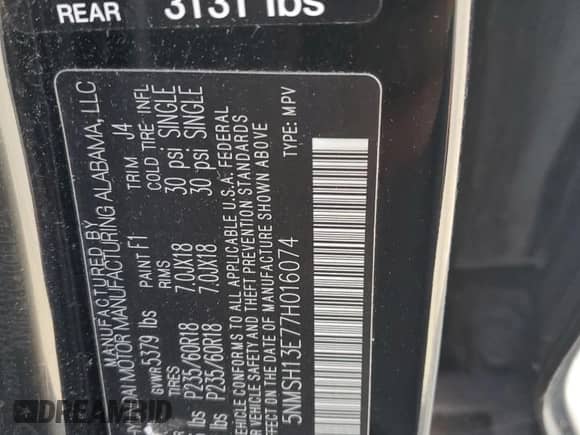 REAR 3131 lbs
MANUFACTURED BY
MOTOR MANUFACTURING ALABAMA, LLC
GVWR 5379 lbs PAINT F1 TRIM J4
TIRES RIMS COLD TIRE INFL
lbs P235/60R18 7.0JX18 30 psi SINGLE
lbs P235/60R18 7.0JX18 30 psi SINGLE
VEHICLE CONFORMS TO ALL APPLICABLE U.S.A. FEDERAL
VEHICLE SAFETY AND THEFT PREVENTION STANDARDS
EFFECT ON THE DATE OF MANUFACTURE SHOWN ABOVE
5NMSH13E77H016074 TYPE: MPV
DREAMBID